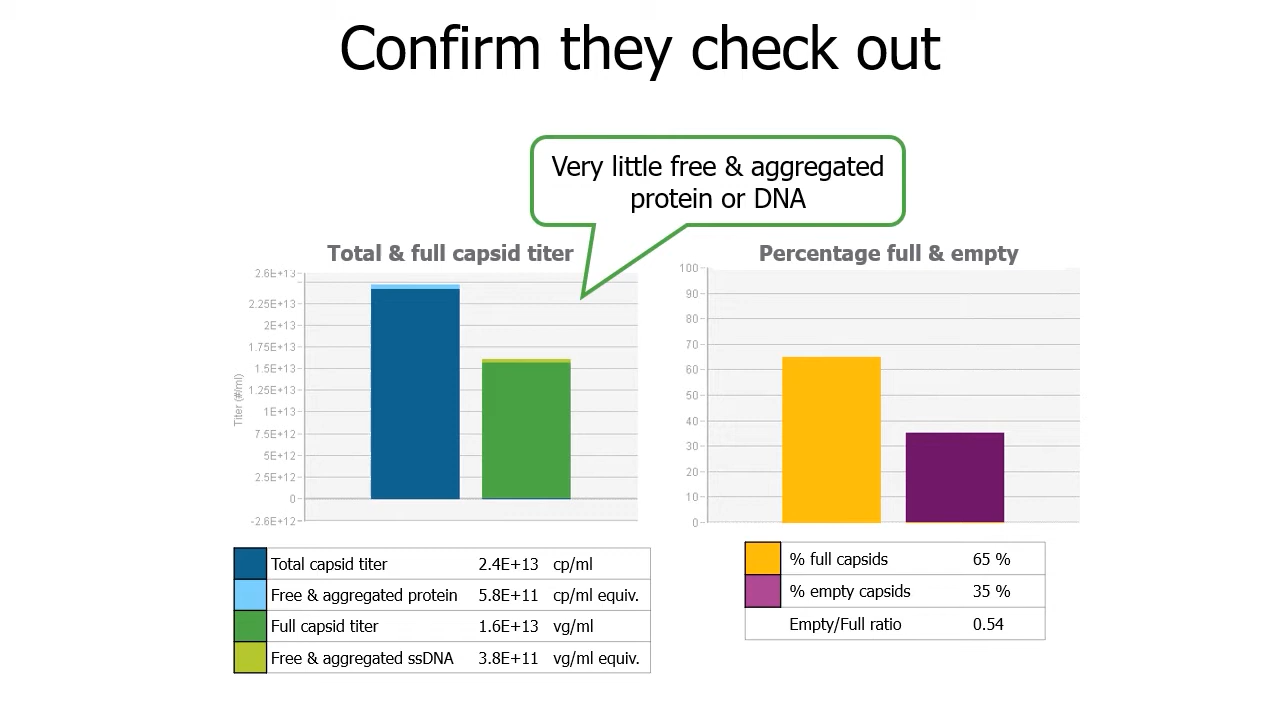 Confirm they check out
Very little free & aggregated
protein or DNA
Total & full capsid titer
2.6E+13
2.25E+13
2E+13
1.75E+13
1.5E+13
1.25E+13
1E+13
7.5E+12
5E+12
2.5E+12
0
-2.6E+12
Titer (#/ml)
Total capsid titer 2.4E+13 cp/ml
Free & aggregated protein 5.8E+11 cp/ml equiv.
Full capsid titer 1.6E+13 vg/ml
Free & aggregated ssDNA 3.8E+11 vg/ml equiv.
Percentage full & empty
100
90
80
70
60
50
40
30
20
10
0
% full capsids 65 %
% empty capsids 35 %
Empty/Full ratio 0.54